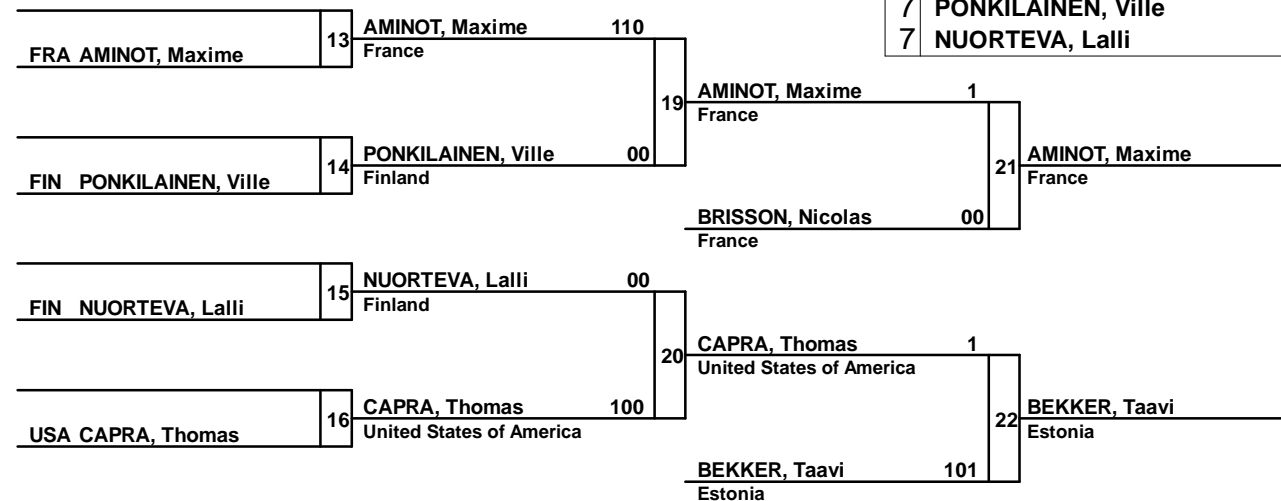 7 PONKILAINEN, Ville
7 NUORTEVA, Lalli
FRA AMINOT, Maxime
13
AMINOT, Maxime 110
France
FIN PONKILAINEN, Ville
14
PONKILAINEN, Ville 00
Finland
19
AMINOT, Maxime 1
France
BRISSON, Nicolas 00
France
21
AMINOT, Maxime
France
FIN NUORTEVA, Lalli
15
NUORTEVA, Lalli 00
Finland
USA CAPRA, Thomas
16
CAPRA, Thomas 100
United States of America
20
CAPRA, Thomas 1
United States of America
BEKKER, Taavi 101
Estonia
22
BEKKER, Taavi
Estonia